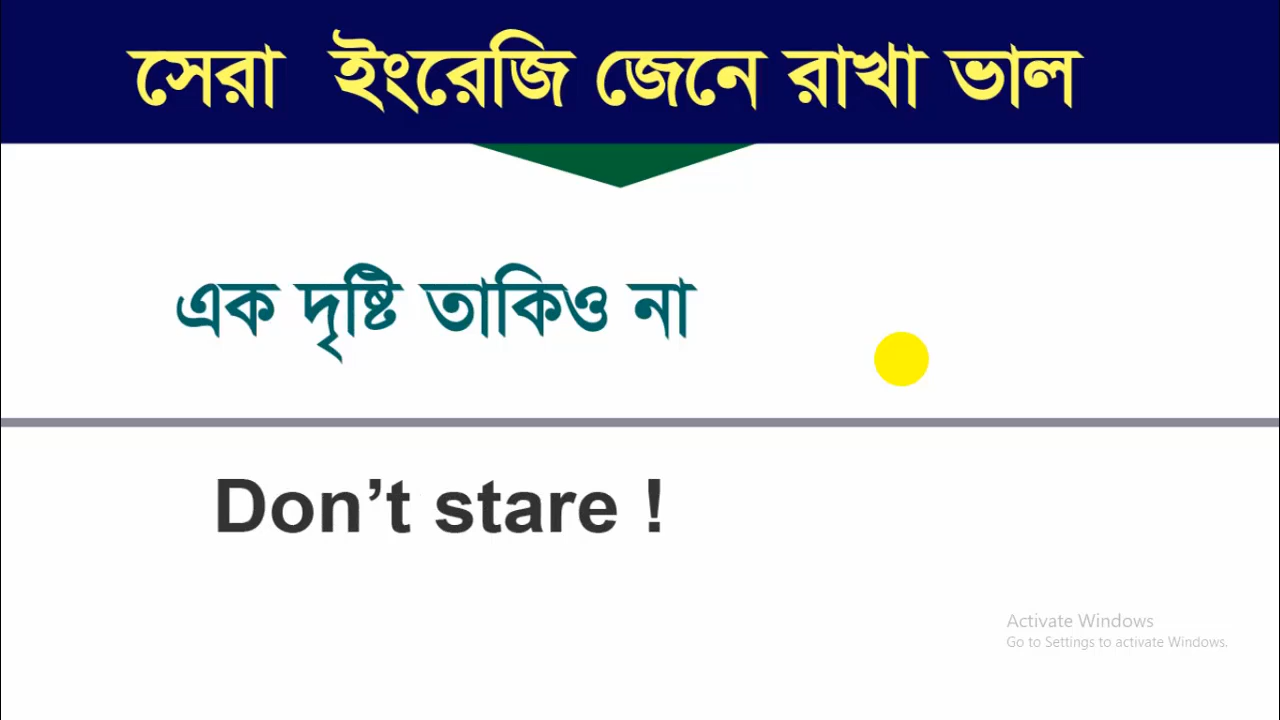 সেরা ইংরেজি জেনে রাখা ভাল
এক দৃষ্টি তাকিও না
Don’t stare !
Activate Windows
Go to Settings to activate Windows.